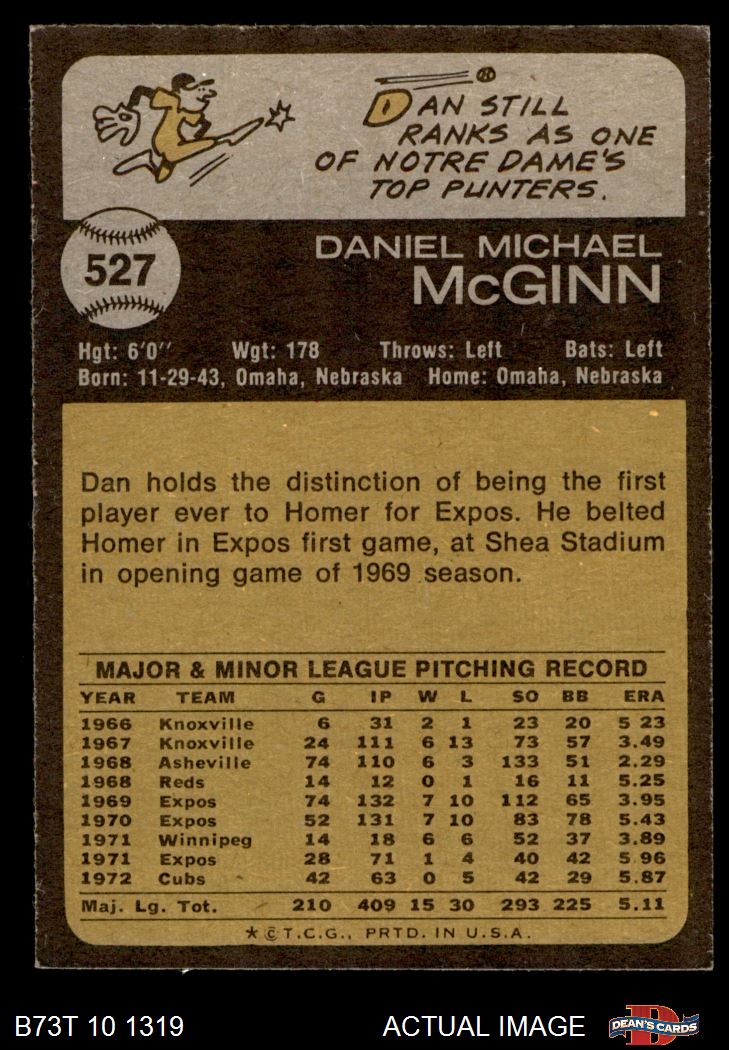 DAN STILL
RANKS AS ONE
OF NOTRE DAME'S
TOP PUNTERS.
527
DANIEL MICHAEL
McGINN
Hgt: 6'0" Wgt: 178 Throws: Left Bats: Left
Born: 11-29-43, Omaha, Nebraska Home: Omaha, Nebraska
Dan holds the distinction of being the first
player ever to Homer for Expos. He belted
Homer in Expos first game, at Shea Stadium
in opening game of 1969 season.
MAJOR & MINOR LEAGUE PITCHING RECORD
YEAR TEAM G IP W L SO BB ERA
1966 Knoxville 6 31 2 1 23 20 5 23
1967 Knoxville 24 111 6 13 73 57 3.49
1968 Asheville 74 110 6 3 133 51 2.29
1968 Reds 14 12 0 1 16 11 5.25
1969 Expos 74 132 7 10 112 65 3.95
1970 Expos 52 131 7 10 83 78 5.43
1971 Winnipeg 14 18 6 6 52 37 3.89
1971 Expos 28 71 1 4 40 42 5 96
1972 Cubs 42 63 0 5 42 29 5.87
Maj. Lg. Tot. 210 409 15 30 293 225 5.11
* © T.C.G., PRTD. IN U.S.A.
B73T 10 1319 ACTUAL IMAGE DEAN'S CARDS